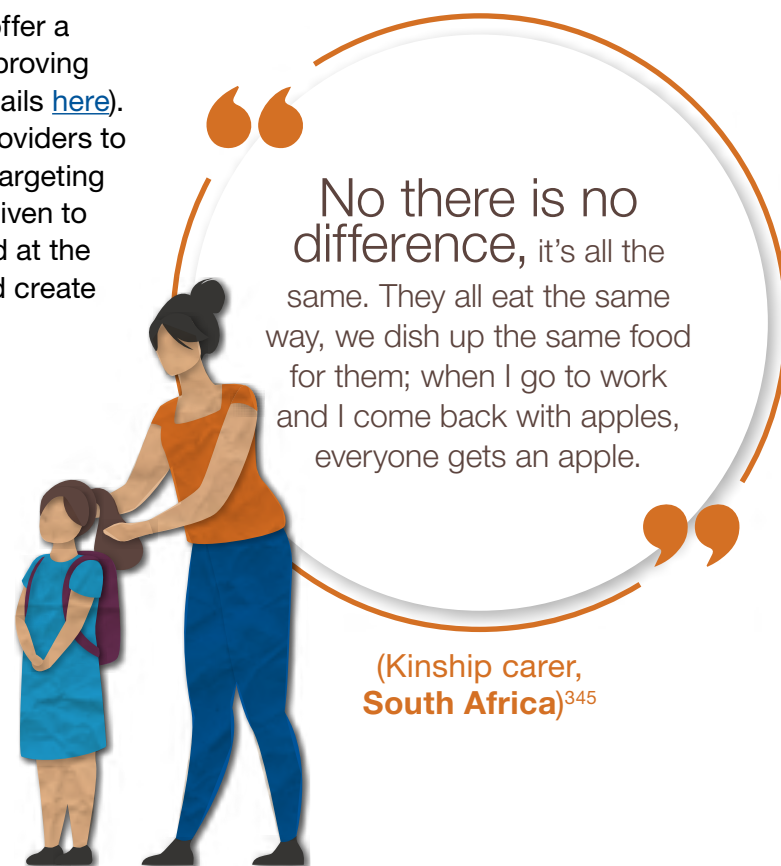 offer a
proving
ails here).
oviders to
argeting
iven to
d at the
d create
“
No there is no
difference, it’s all the
same. They all eat the same
way, we dish up the same food
for them; when I go to work
and I come back with apples,
everyone gets an apple.
”
(Kinship carer,
South Africa)345